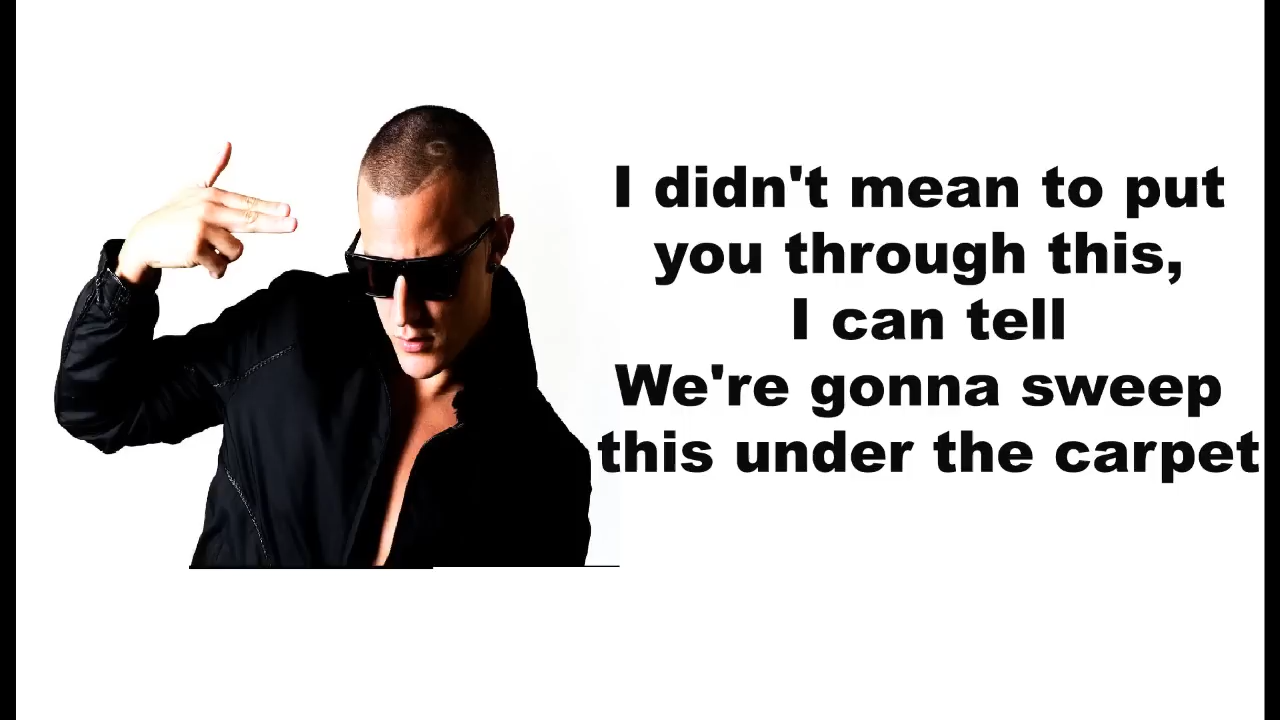 I didn't mean to put
you through this,
I can tell
We're gonna sweep
this under the carpet